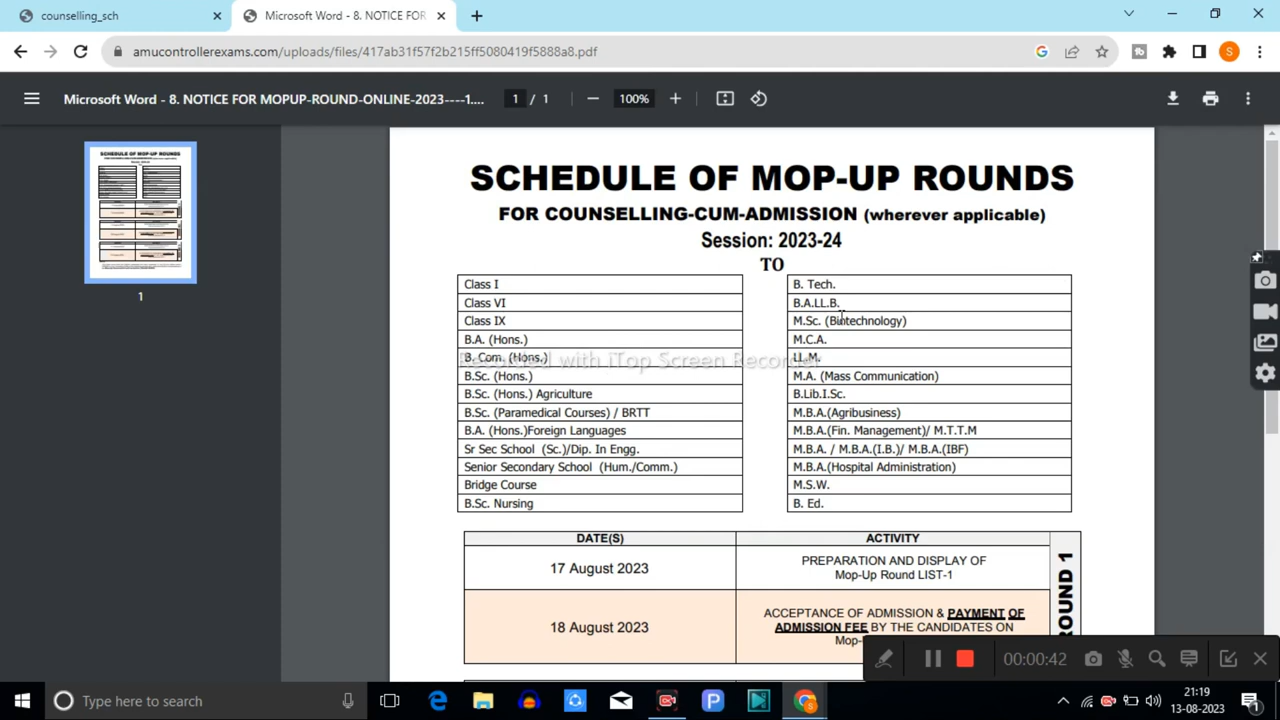 counselling_sch
Microsoft Word - 8. NOTICE FOR
amucontrollerexams.com/uploads/files/417ab31f57f2b215ff5080419f5888a8.pdf
S
Microsoft Word - 8. NOTICE FOR MOPUP-ROUND-ONLINE-2023----1....
1 / 1
100%
SCHEDULE OF MOP-UP ROUNDS
FOR COUNSELLING-CUM-ADMISSION (wherever applicable)
Session: 2023-24
TO
1
Class I
Class VI
Class IX
B.A. (Hons.)
B.Com. (Hons.)
B.Sc. (Hons.)
B.Sc. (Hons.) Agriculture
B.Sc. (Paramedical Courses) / BRTT
B.A. (Hons.)Foreign Languages
Sr Sec School (Sc.)/Dip. In Engg.
Senior Secondary School (Hum./Comm.)
Bridge Course
B.Sc. Nursing
B. Tech.
B.A.LL.B.
M.Sc. (Biotechnology)
M.C.A.
LL.M.
M.A. (Mass Communication)
B.Lib.I.Sc.
M.B.A.(Agribusiness)
M.B.A.(Fin. Management)/ M.T.T.M
M.B.A. / M.B.A.(I.B.)/ M.B.A.(IBF)
M.B.A.(Hospital Administration)
M.S.W.
B. Ed.
Recorded with iTop Screen Recorder
DATE(S) ACTIVITY
17 August 2023
PREPARATION AND DISPLAY OF
Mop-Up Round LIST-1
18 August 2023
ACCEPTANCE OF ADMISSION & PAYMENT OF
ADMISSION FEE BY THE CANDIDATES ON
Mop-
ROUND 1
00:00:42
Type here to search
21:19
13-08-2023